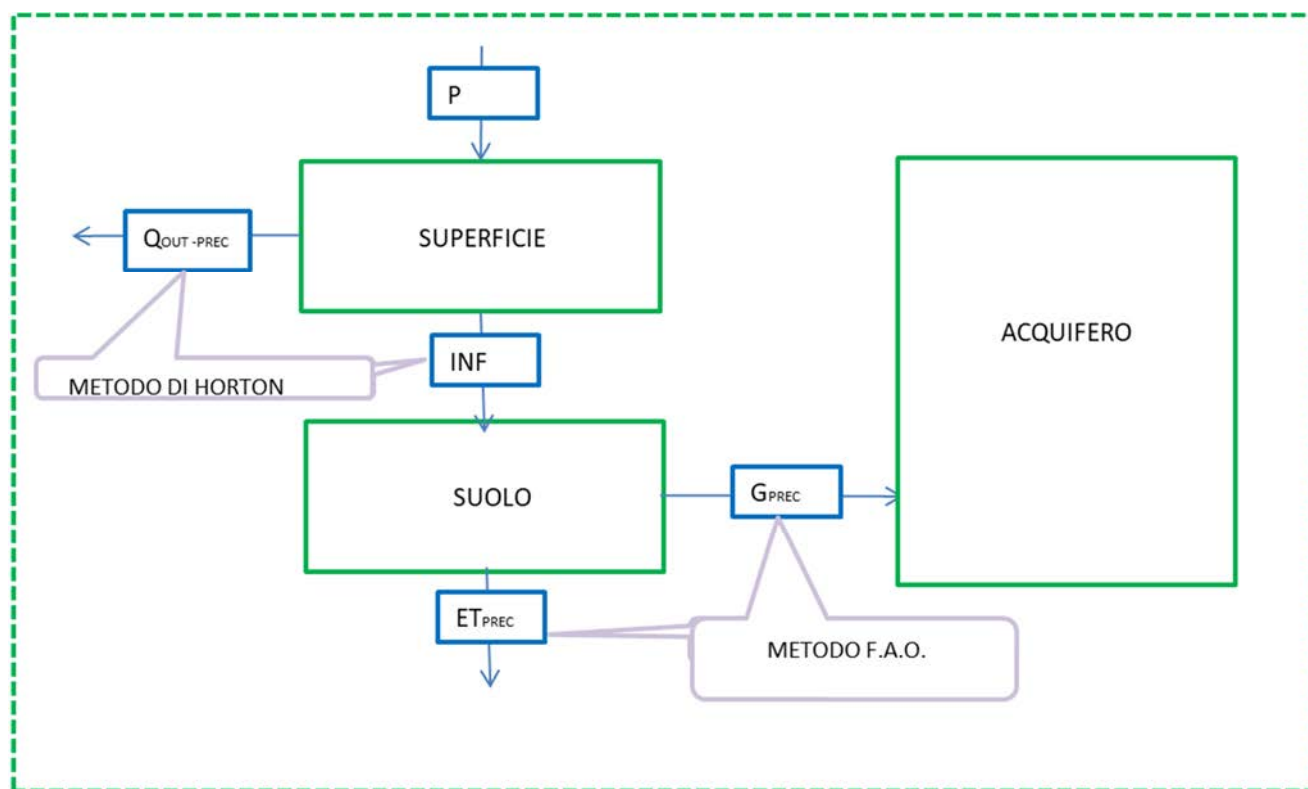 P
QOUT -PREC
SUPERFICIE
ACQUIFERO
INF
METODO DI HORTON
SUOLO
GPREC
ETPREC
METODO F.A.O.